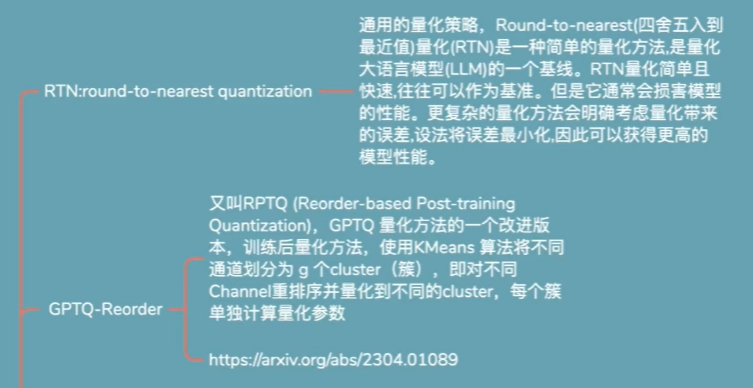 通用的量化策略，Round-to-nearest(四舍五入到
最近值)量化(RTN)是一种简单的量化方法,是量化
大语言模型(LLM)的一个基线。RTN量化简单且
快速,往往可以作为基准。但是它通常会损害模型
的性能。更复杂的量化方法会明确考虑量化带来
的误差,设法将误差最小化,因此可以获得更高的
模型性能。
RTN:round-to-nearest quantization
又叫RPTQ (Reorder-based Post-training
Quantization)，GPTQ 量化方法的一个改进版
本，训练后量化方法，使用KMeans 算法将不同
通道划分为 g 个cluster（簇），即对不同
Channel重排序并量化到不同的cluster，每个簇
单独计算量化参数
GPTQ-Reorder
https://arxiv.org/abs/2304.01089